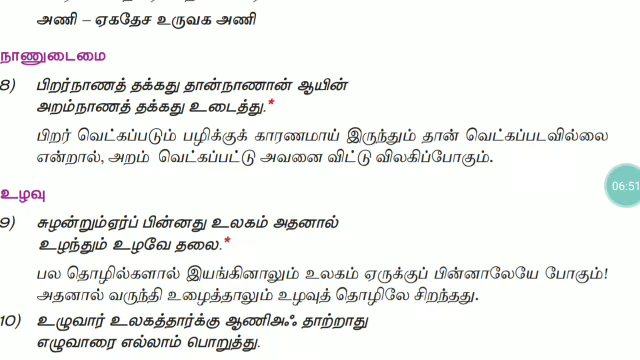 அணி – ஏகதேச உருவக அணி
நாணுடைமை
8) பிறர்நாணத் தக்கது தான்நாணான் ஆயின்
அறம்நாணத் தக்கது உடைத்து.*
பிறர் வெட்கப்படும் பழிக்குக் காரணமாய் இருந்தும் தான் வெட்கப்படவில்லை
என்றால், அறம் வெட்கப்பட்டு அவனை விட்டு விலகிப்போகும்.
06:51
உழவு
9) சுழன்றும்ஏர்ப் பின்னது உலகம் அதனால்
உழந்தும் உழவே தலை.*
பல தொழில்களால் இயங்கினாலும் உலகம் ஏருக்குப் பின்னாலேயே போகும்!
அதனால் வருந்தி உழைத்தாலும் உழவுத் தொழிலே சிறந்தது.
10) உழுவார் உலகத்தார்க்கு ஆணிஅஃ தாற்றாது
எழுவாரை எல்லாம் பொறுத்து.